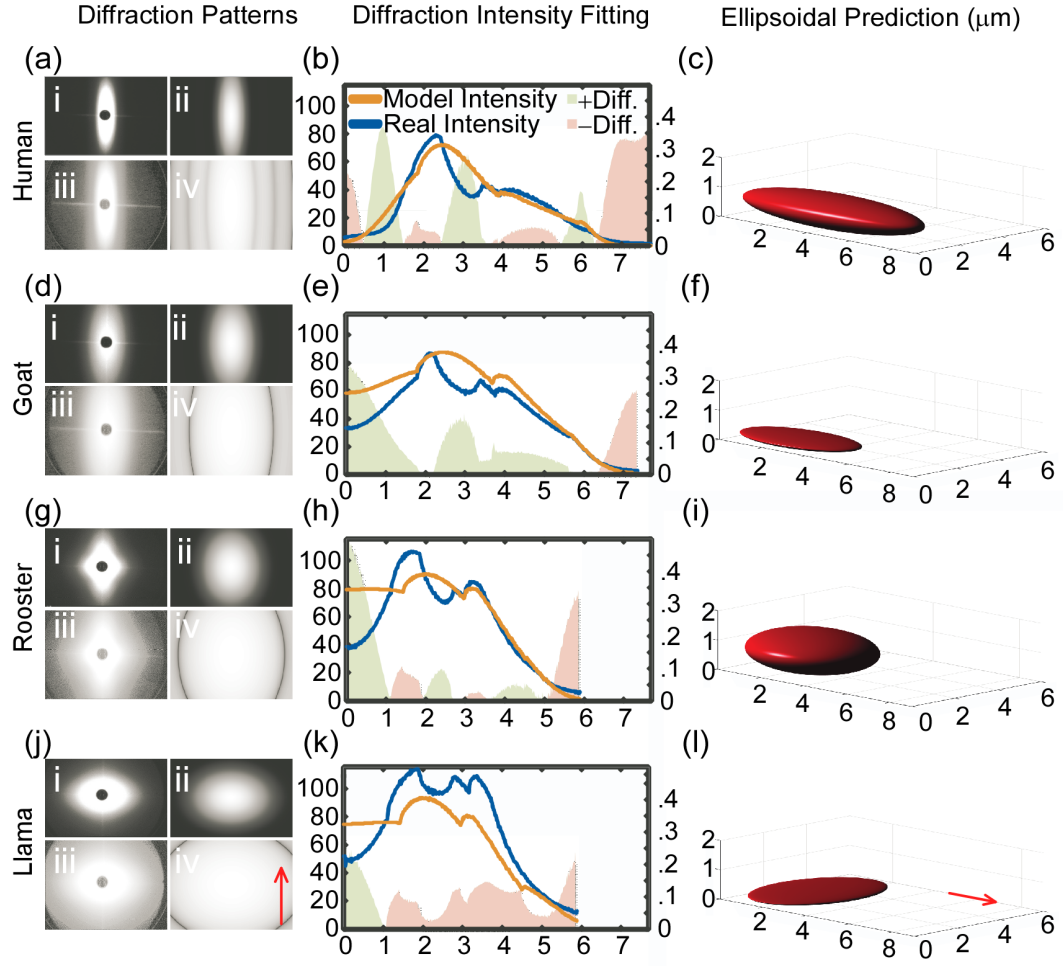 Diffraction Patterns Diffraction Intensity Fitting Ellipsoidal Prediction (μm)
Human
(a)
i ii
iii iv
(b)
Model Intensity +Diff.
Real Intensity −Diff.
100
80
60
40
20
0
.4
.3
.2
.1
0
0 1 2 3 4 5 6 7
(c)
2
1
0
2 4 6 8
0 2 4 6
Goat
(d)
i ii
iii iv
(e)
100
80
60
40
20
0
.4
.3
.2
.1
0
0 1 2 3 4 5 6 7
(f)
2
1
0
2 4 6 8
0 2 4 6
Rooster
(g)
i ii
iii iv
(h)
100
80
60
40
20
0
.4
.3
.2
.1
0
0 1 2 3 4 5 6 7
(i)
2
1
0
2 4 6 8
0 2 4 6
Llama
(j)
i ii
iii iv
(k)
100
80
60
40
20
0
.4
.3
.2
.1
0
0 1 2 3 4 5 6 7
(l)
2
1
0
2 4 6 8
0 2 4 6